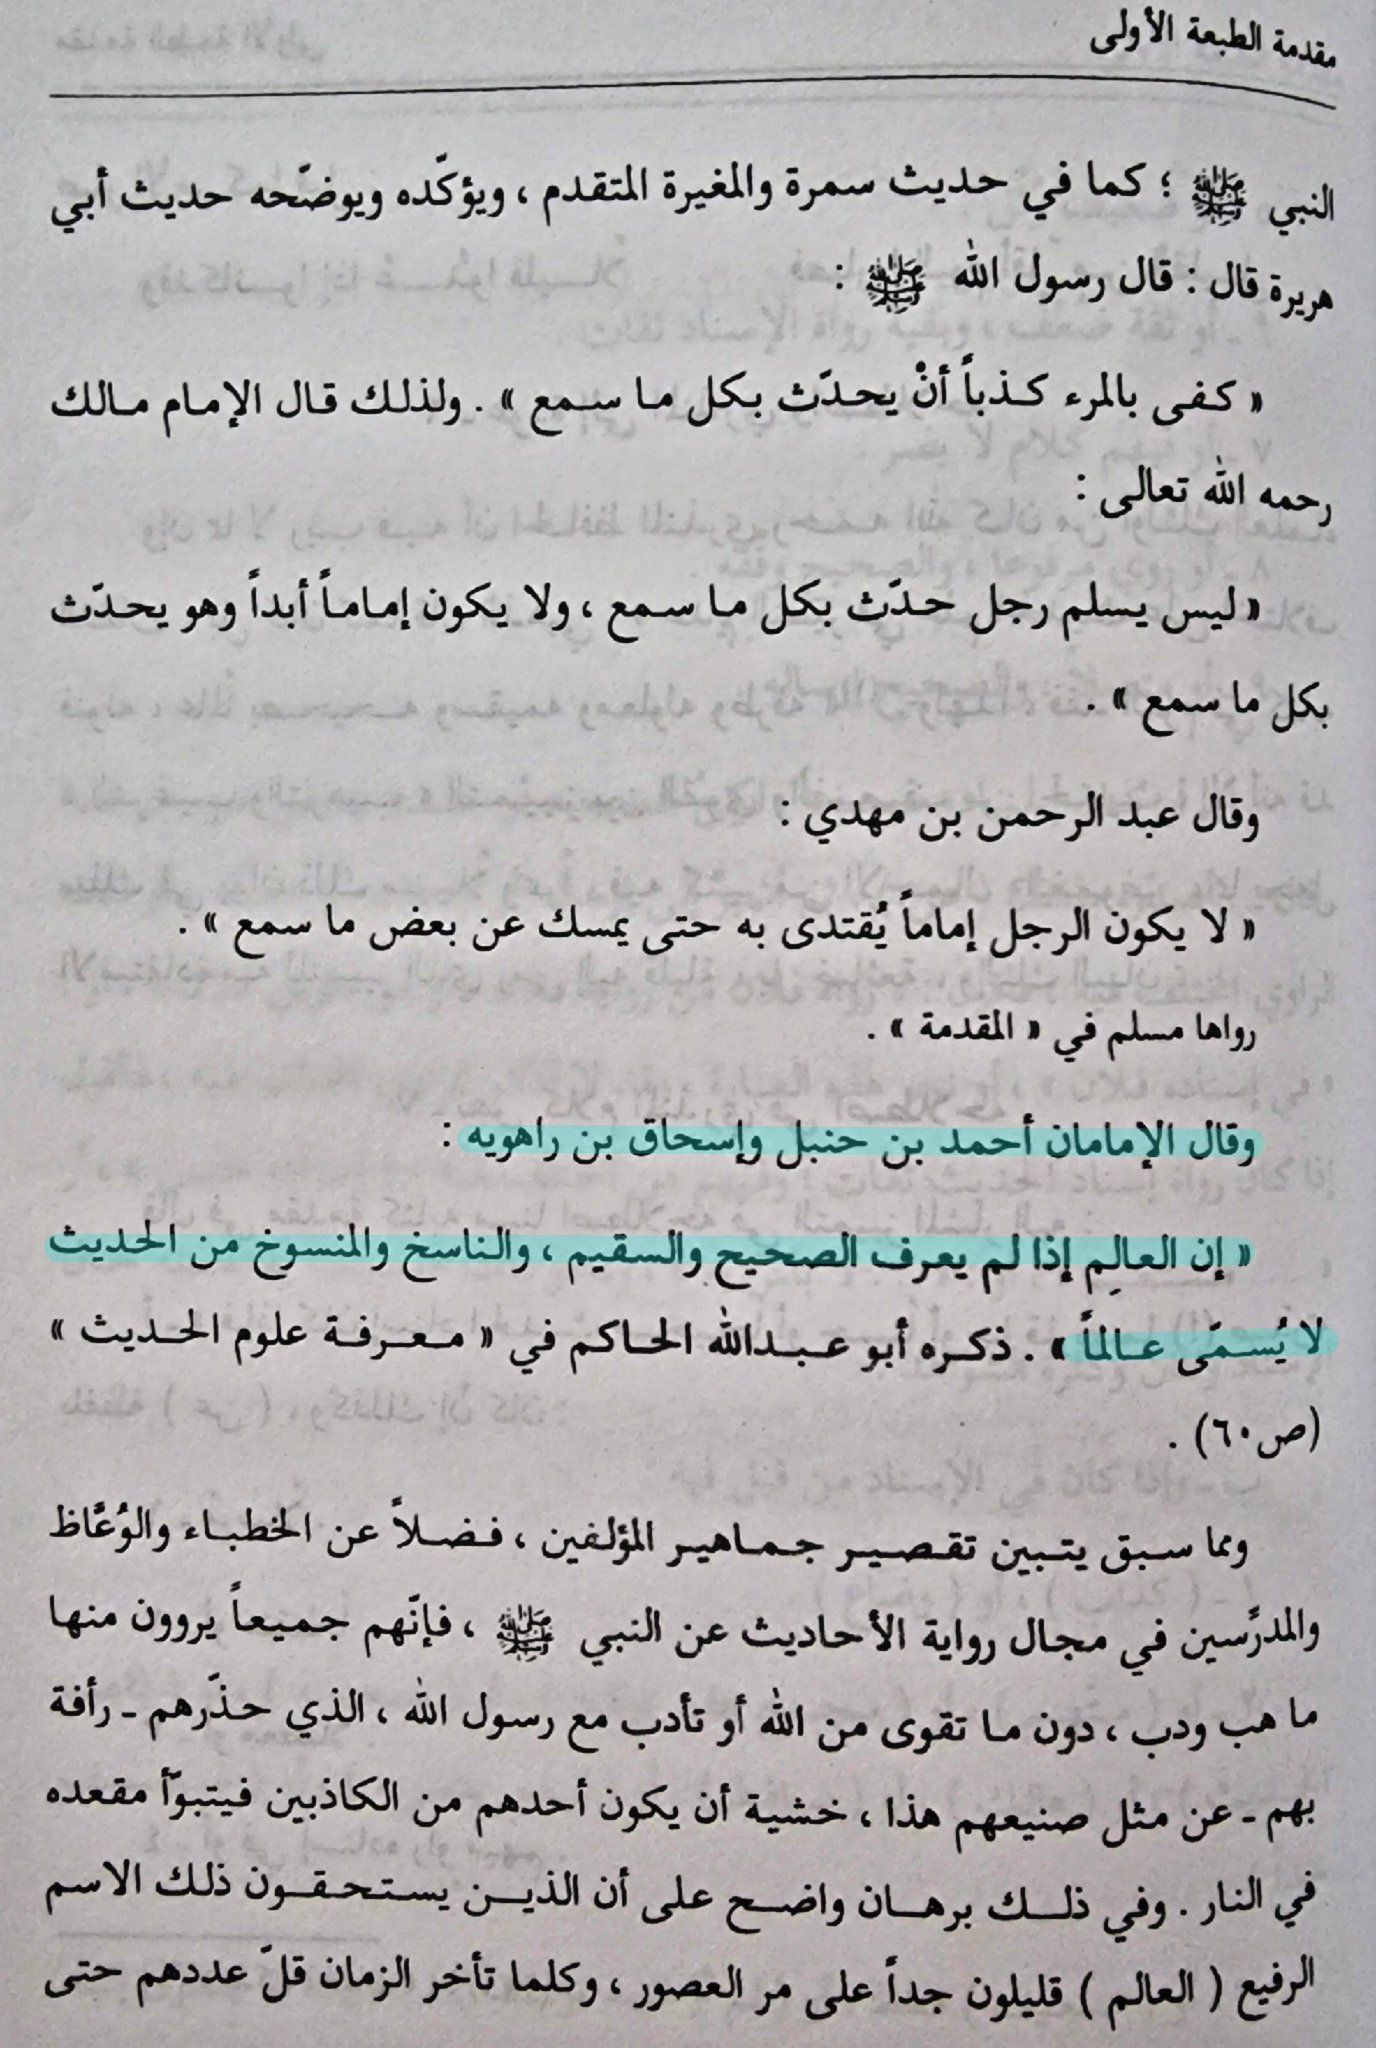 مقدمة الطبعة الأولى
النبي ﷺ ؛ كما في حديث سمرة والمغيرة المتقدم ، ويؤكّده ويوضّحه حديث أبي
هريرة قال : قال رسول الله ﷺ :
« كفى بالمرء كذباً أنْ يحدّث بكل ما سمع » . ولذلك قال الإمام مالك
رحمه الله تعالى :
« ليس يسلم رجل حدّث بكل ما سمع ، ولا يكون إماماً أبداً وهو يحدّث
بكل ما سمع » .
وقال عبد الرحمن بن مهدي :
« لا يكون الرجل إماماً يُقتدى به حتى يمسك عن بعض ما سمع » .
رواها مسلم في « المقدمة » .
وقال الإمامان أحمد بن حنبل وإسحاق بن راهويه :
« إن العالِم إذا لم يعرف الصحيح والسقيم ، والناسخ والمنسوخ من الحديث
لا يُسمّى عالماً » . ذكره أبو عبدالله الحاكم في « معرفة علوم الحديث »
(ص٦٠) .
ومما سبق يتبين تقصير جماهير المؤلفين ، فضلاً عن الخطباء والوُعَّاظ
والمدرِّسين في مجال رواية الأحاديث عن النبي ﷺ ، فإنّهم جميعاً يروون منها
ما هب ودب ، دون ما تقوى من الله أو تأدب مع رسول الله ، الذي حذّرهم ـ رأفة
بهم ـ عن مثل صنيعهم هذا ، خشية أن يكون أحدهم من الكاذبين فيتبوّأ مقعده
في النار . وفي ذلك برهان واضح على أن الذين يستحقون ذلك الاسم
الرفيع ( العالم ) قليلون جداً على مر العصور ، وكلما تأخر الزمان قلّ عددهم حتى